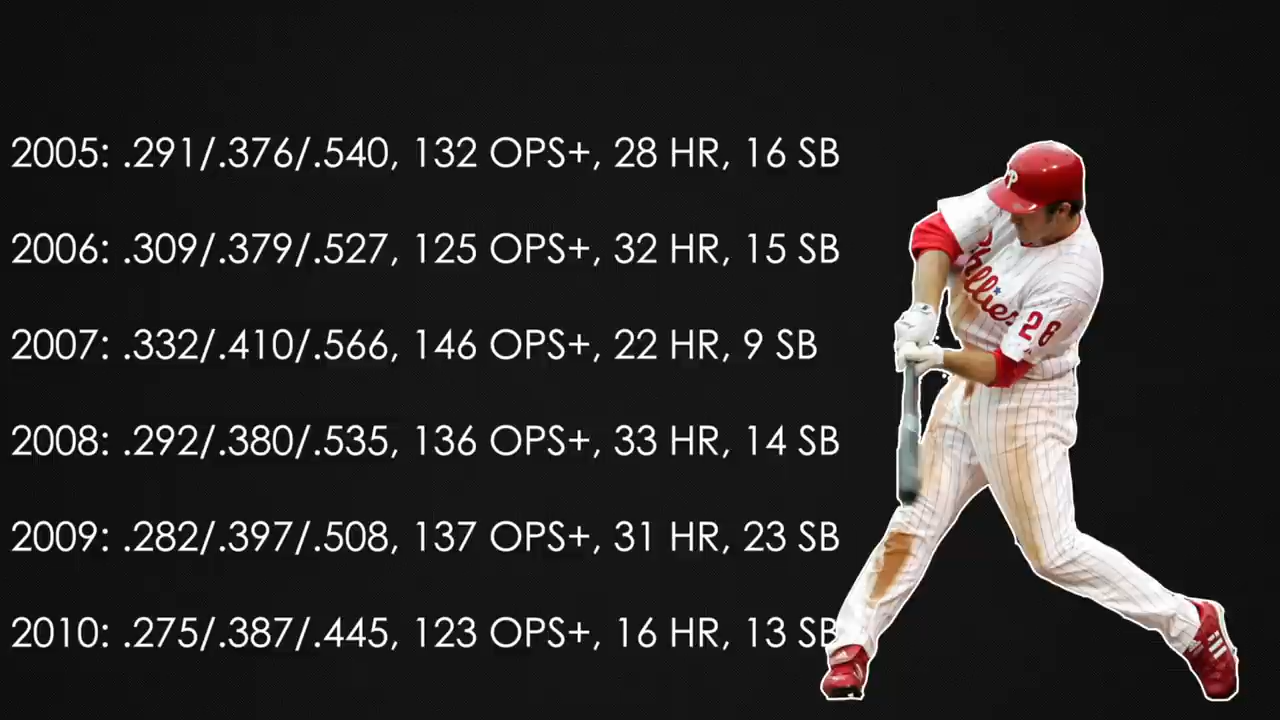 2005: .291/.376/.540, 132 OPS+, 28 HR, 16 SB
2006: .309/.379/.527, 125 OPS+, 32 HR, 15 SB
2007: .332/.410/.566, 146 OPS+, 22 HR, 9 SB
2008: .292/.380/.535, 136 OPS+, 33 HR, 14 SB
2009: .282/.397/.508, 137 OPS+, 31 HR, 23 SB
2010: .275/.387/.445, 123 OPS+, 16 HR, 13 SB
P
Phillies
26